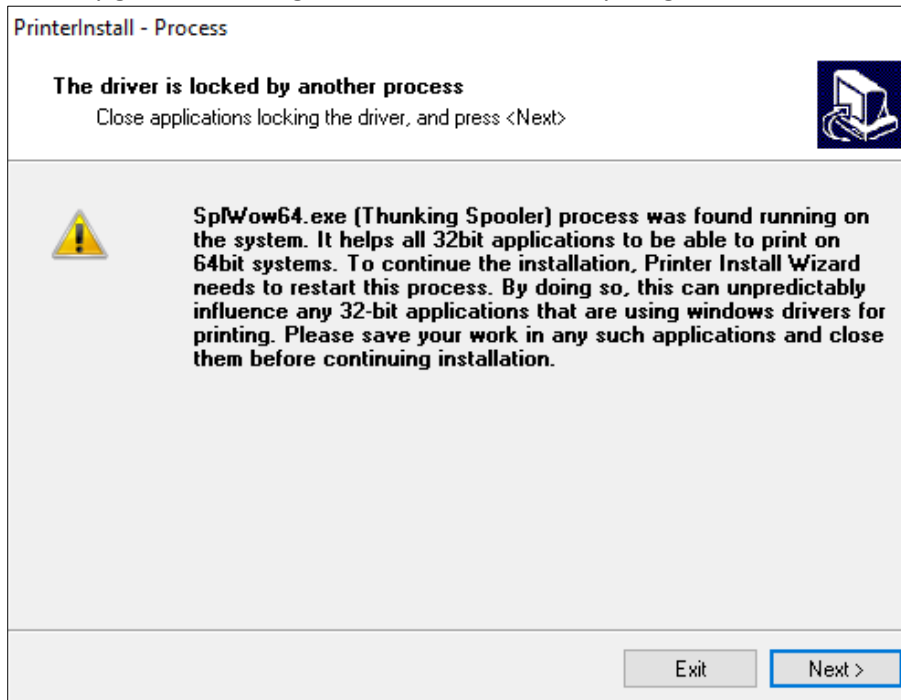 PrinterInstall - Process
The driver is locked by another process
Close applications locking the driver, and press <Next>
SplWow64.exe (Thunking Spooler) process was found running on
the system. It helps all 32bit applications to be able to print on
64bit systems. To continue the installation, Printer Install Wizard
needs to restart this process. By doing so, this can unpredictably
influence any 32-bit applications that are using windows drivers for
printing. Please save your work in any such applications and close
them before continuing installation.
Exit
Next >